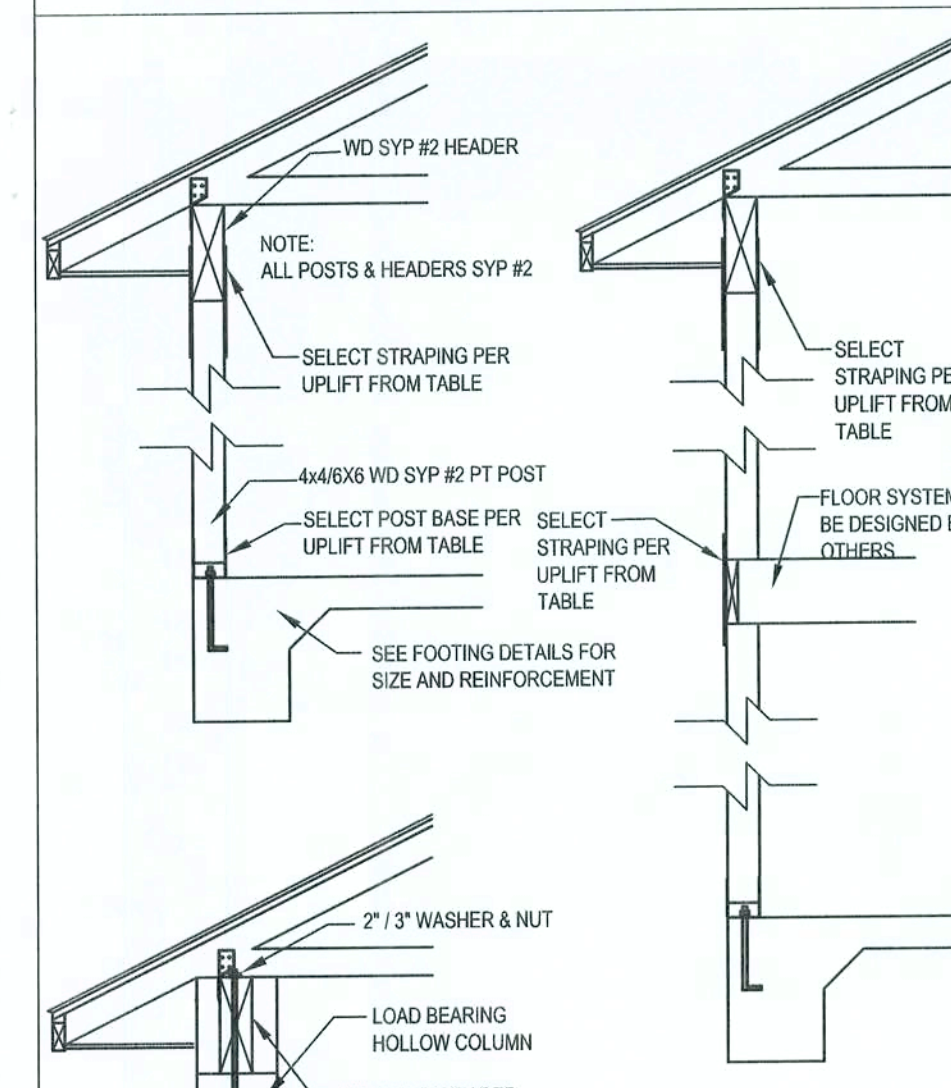 WD SYP #2 HEADER
NOTE:
ALL POSTS & HEADERS SYP #2
SELECT STRAPING PER
UPLIFT FROM TABLE
4x4/6X6 WD SYP #2 PT POST
SELECT POST BASE PER
UPLIFT FROM TABLE
SEE FOOTING DETAILS FOR
SIZE AND REINFORCEMENT
SELECT
STRAPING PE
UPLIFT FROM
TABLE
SELECT
STRAPING PER
UPLIFT FROM
TABLE
FLOOR SYSTEM
BE DESIGNED B
OTHERS
2" / 3" WASHER & NUT
LOAD BEARING
HOLLOW COLUMN